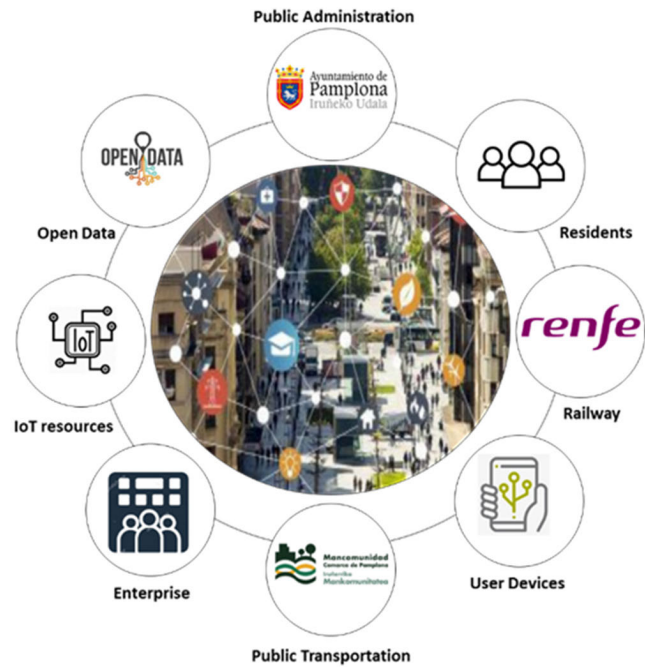 Public Administration
Ayuntamiento de
Pamplona
Iruñeko Udala
OPEN DATA
Open Data
Residents
renfe
Railway
IoT
IoT resources
User Devices
Enterprise
Mancomunidad
Comarca de Pamplona
Iruñerriko
Mankomunitatea
Public Transportation